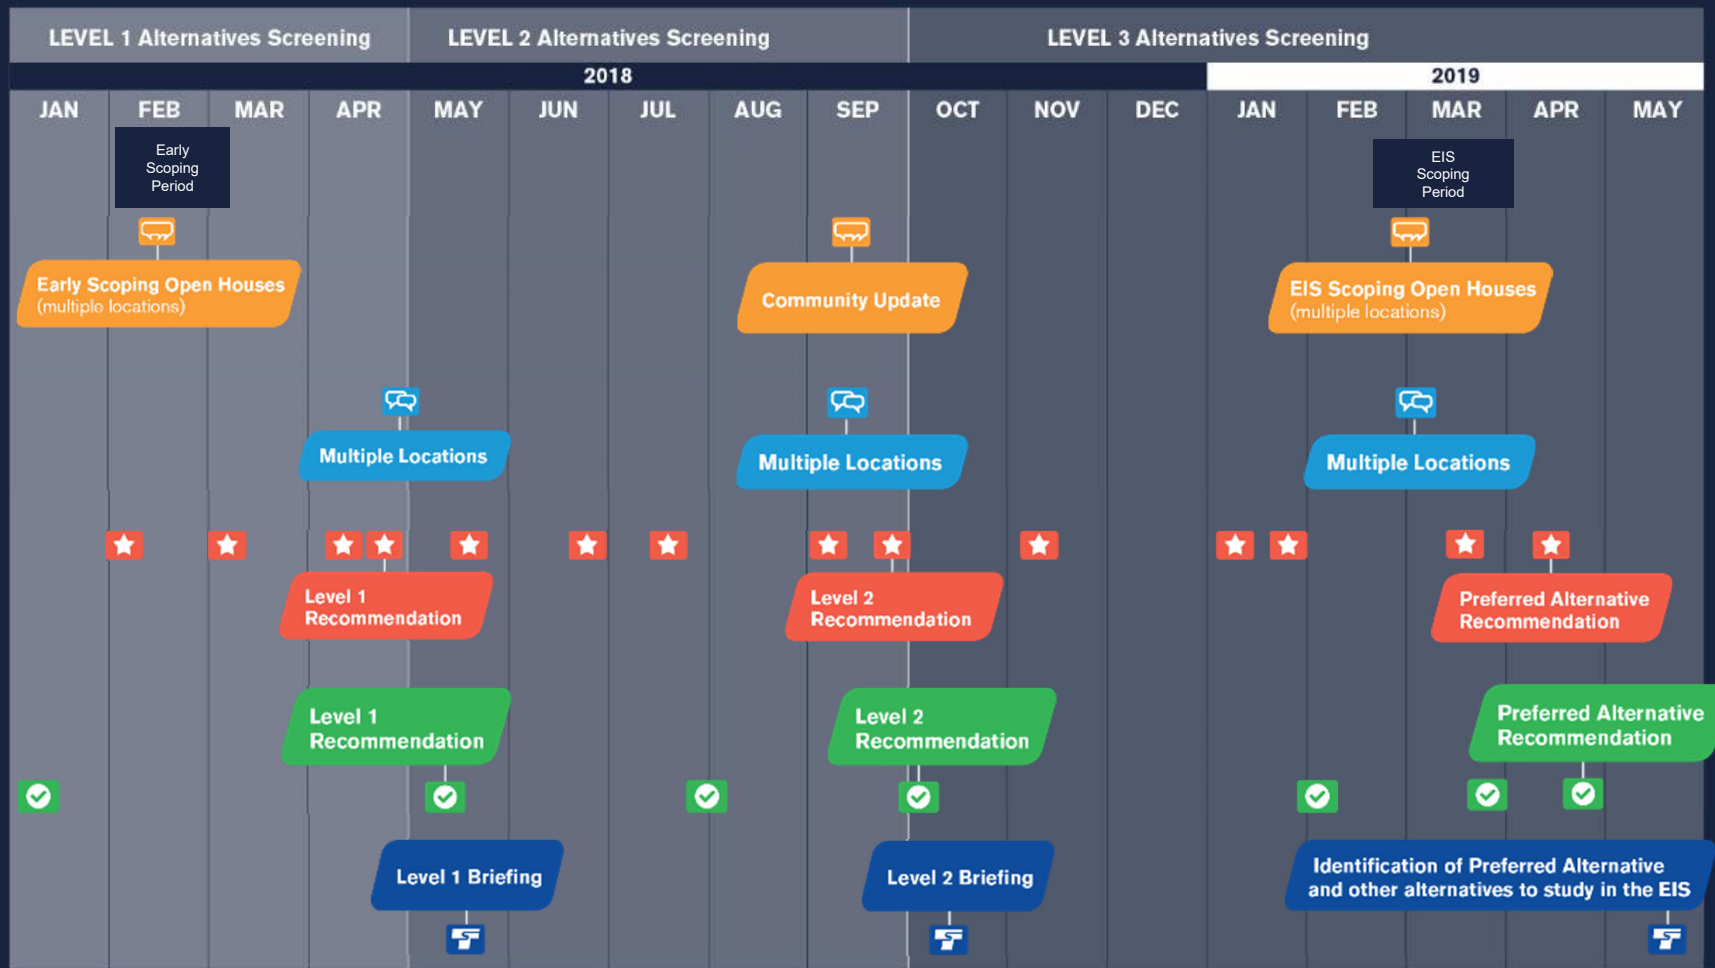 LEVEL 1 Alternatives Screening
LEVEL 2 Alternatives Screening
LEVEL 3 Alternatives Screening
2018
2019
JAN
FEB
MAR
APR
MAY
JUN
JUL
AUG
SEP
OCT
NOV
DEC
JAN
FEB
MAR
APR
MAY
Early
Scoping
Period
EIS
Scoping
Period
Early Scoping Open Houses
(multiple locations)
Community Update
EIS Scoping Open Houses
(multiple locations)
Multiple Locations
Multiple Locations
Multiple Locations
Level 1
Recommendation
Level 2
Recommendation
Preferred Alternative
Recommendation
Level 1
Recommendation
Level 2
Recommendation
Preferred Alternative
Recommendation
Level 1 Briefing
Level 2 Briefing
Identification of Preferred Alternative
and other alternatives to study in the EIS